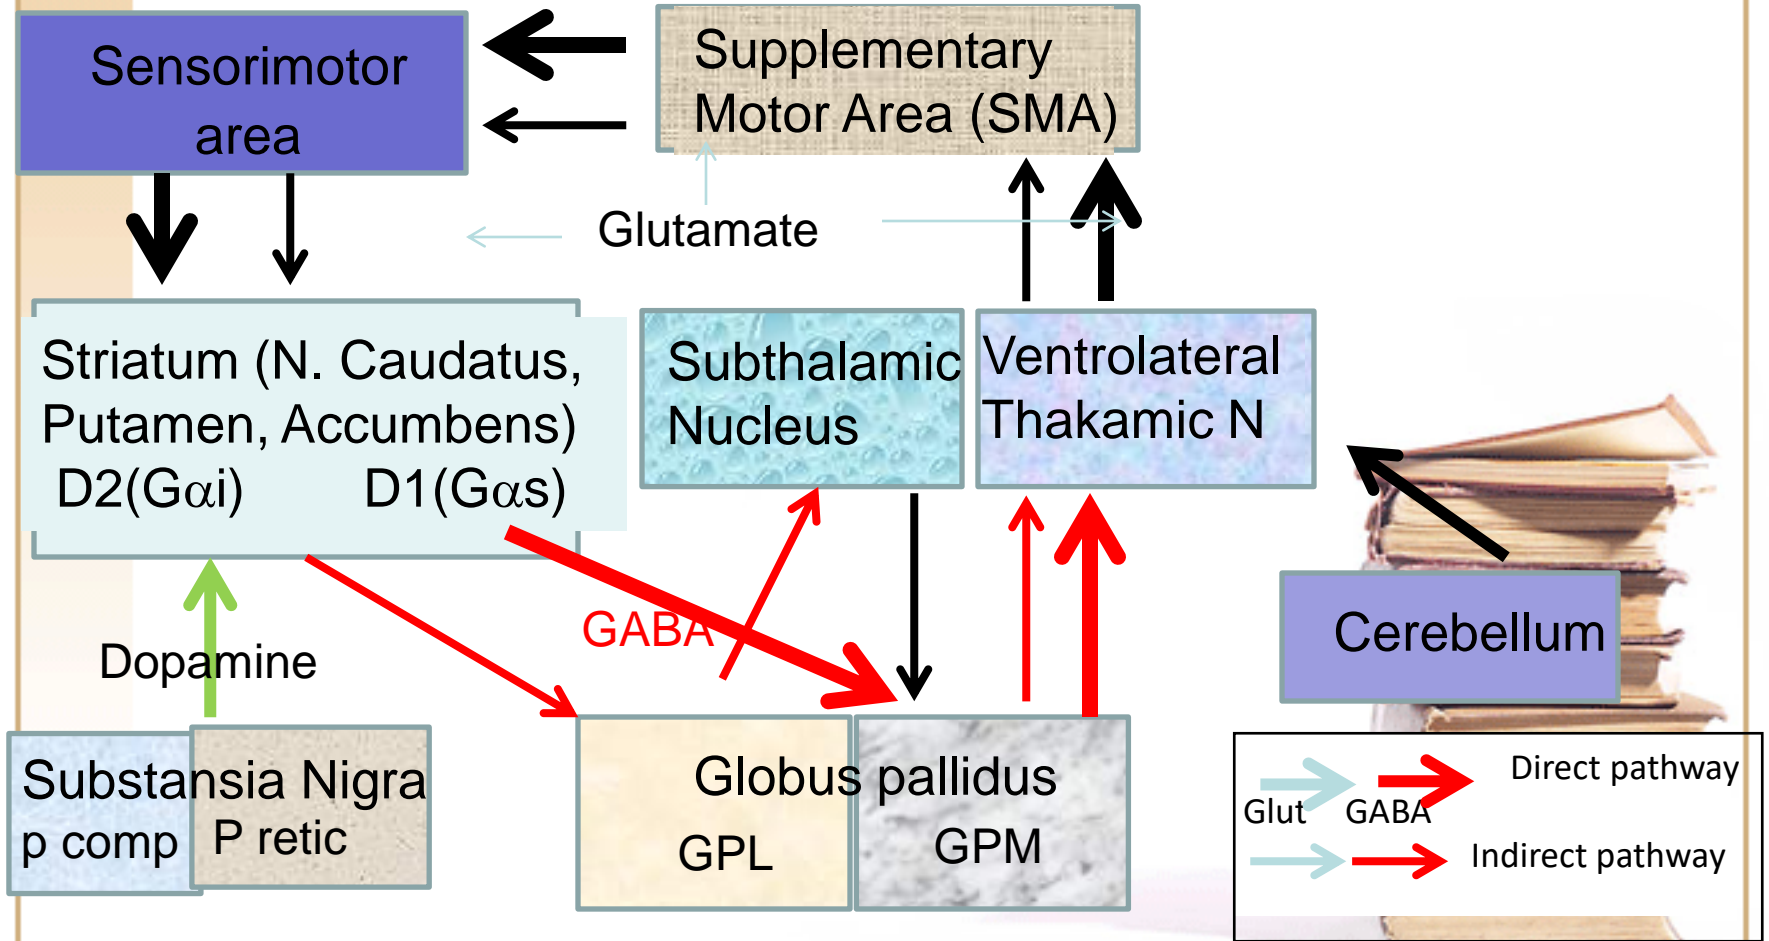 Sensorimotor
area
Supplementary
Motor Area (SMA)
Glutamate
Striatum (N. Caudatus,
Putamen, Accumbens)
D2(Gαi) D1(Gαs)
Subthalamic
Nucleus
Ventrolateral
Thakamic N
GABA
Dopamine
Cerebellum
Substansia Nigra
p comp P retic
Globus pallidus
GPL GPM
Direct pathway
Glut GABA
Indirect pathway